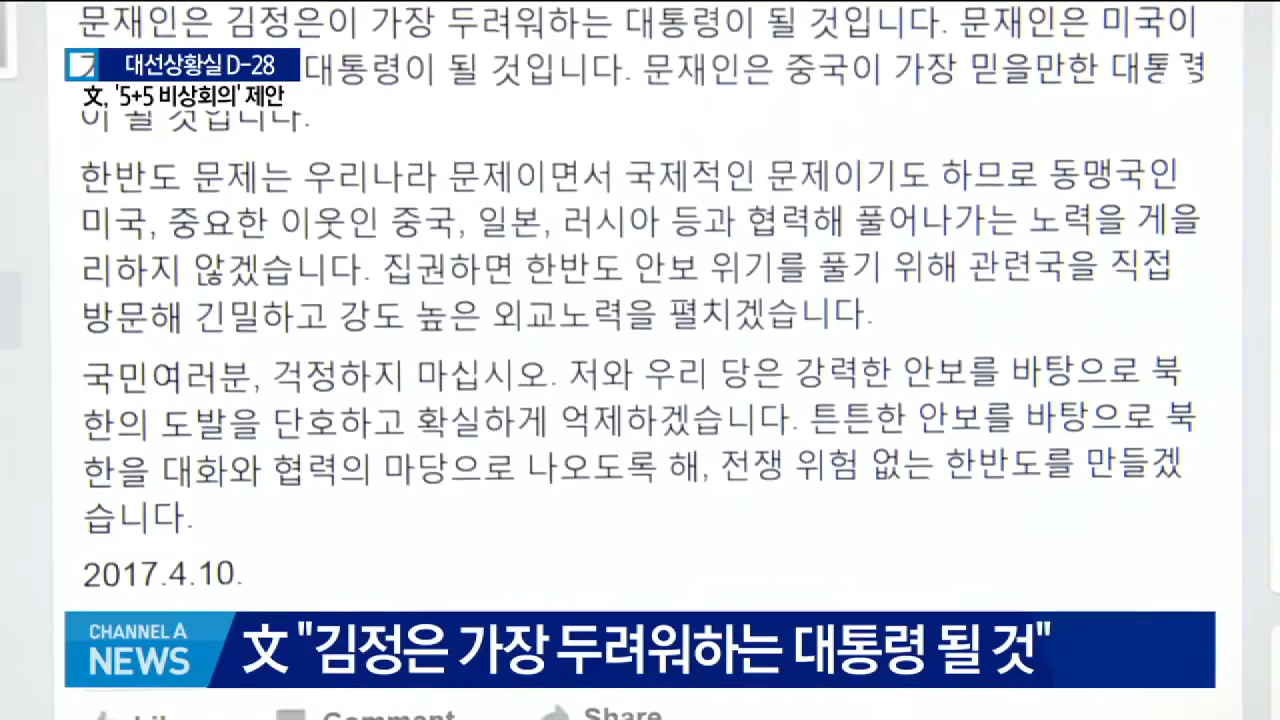 문재인은 김정은이 가장 두려워하는 대통령이 될 것입니다. 문재인은 미국이
대선상황실 D-28
대통령이 될 것입니다. 문재인은 중국이 가장 믿을만한 대통령
文, '5+5 비상회의' 제안
이 될 것입니다.
한반도 문제는 우리나라 문제이면서 국제적인 문제이기도 하므로 동맹국인
미국, 중요한 이웃인 중국, 일본, 러시아 등과 협력해 풀어나가는 노력을 게을
리하지 않겠습니다. 집권하면 한반도 안보 위기를 풀기 위해 관련국을 직접
방문해 긴밀하고 강도 높은 외교노력을 펼치겠습니다.
국민여러분, 걱정하지 마십시오. 저와 우리 당은 강력한 안보를 바탕으로 북
한의 도발을 단호하고 확실하게 억제하겠습니다. 튼튼한 안보를 바탕으로 북
한을 대화와 협력의 마당으로 나오도록 해, 전쟁 위험 없는 한반도를 만들겠
습니다.
2017.4.10.
CHANNEL A
NEWS
文 "김정은 가장 두려워하는 대통령 될 것"
Comment
Share